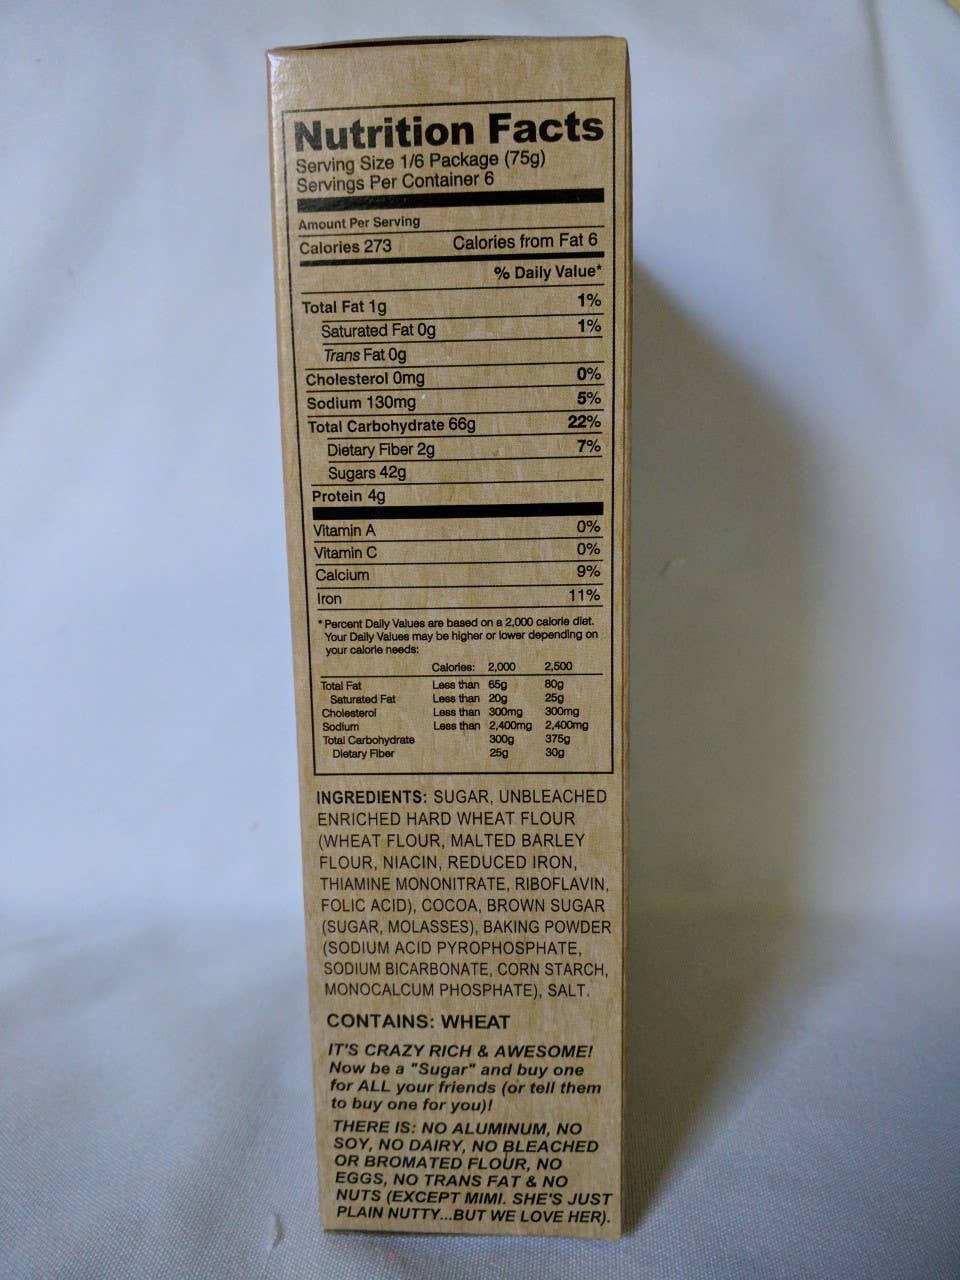 Nutrition Facts
Serving Size 1/6 Package (75g)
Servings Per Container 6
Amount Per Serving
Calories 273 Calories from Fat 6
% Daily Value*
Total Fat 1g 1%
Saturated Fat 0g 1%
Trans Fat 0g
Cholesterol 0mg 0%
Sodium 130mg 5%
Total Carbohydrate 66g 22%
Dietary Fiber 2g 7%
Sugars 42g
Protein 4g
Vitamin A 0%
Vitamin C 0%
Calcium 9%
Iron 11%
*Percent Daily Values are based on a 2,000 calorie diet.
Your Daily Values may be higher or lower depending on
your calorie needs:
Calories: 2,000 2,500
Total Fat Less than 65g 80g
Saturated Fat Less than 20g 25g
Cholesterol Less than 300mg 300mg
Sodium Less than 2,400mg 2,400mg
Total Carbohydrate 300g 375g
Dietary Fiber 25g 30g
INGREDIENTS: SUGAR, UNBLEACHED
ENRICHED HARD WHEAT FLOUR
(WHEAT FLOUR, MALTED BARLEY
FLOUR, NIACIN, REDUCED IRON,
THIAMINE MONONITRATE, RIBOFLAVIN,
FOLIC ACID), COCOA, BROWN SUGAR
(SUGAR, MOLASSES), BAKING POWDER
(SODIUM ACID PYROPHOSPHATE,
SODIUM BICARBONATE, CORN STARCH,
MONOCALCUM PHOSPHATE), SALT.
CONTAINS: WHEAT
IT'S CRAZY RICH & AWESOME!
Now be a "Sugar" and buy one
for ALL your friends (or tell them
to buy one for you)!
THERE IS: NO ALUMINUM, NO
SOY, NO DAIRY, NO BLEACHED
OR BROMATED FLOUR, NO
EGGS, NO TRANS FAT & NO
NUTS (EXCEPT MIMI. SHE'S JUST
PLAIN NUTTY...BUT WE LOVE HER).